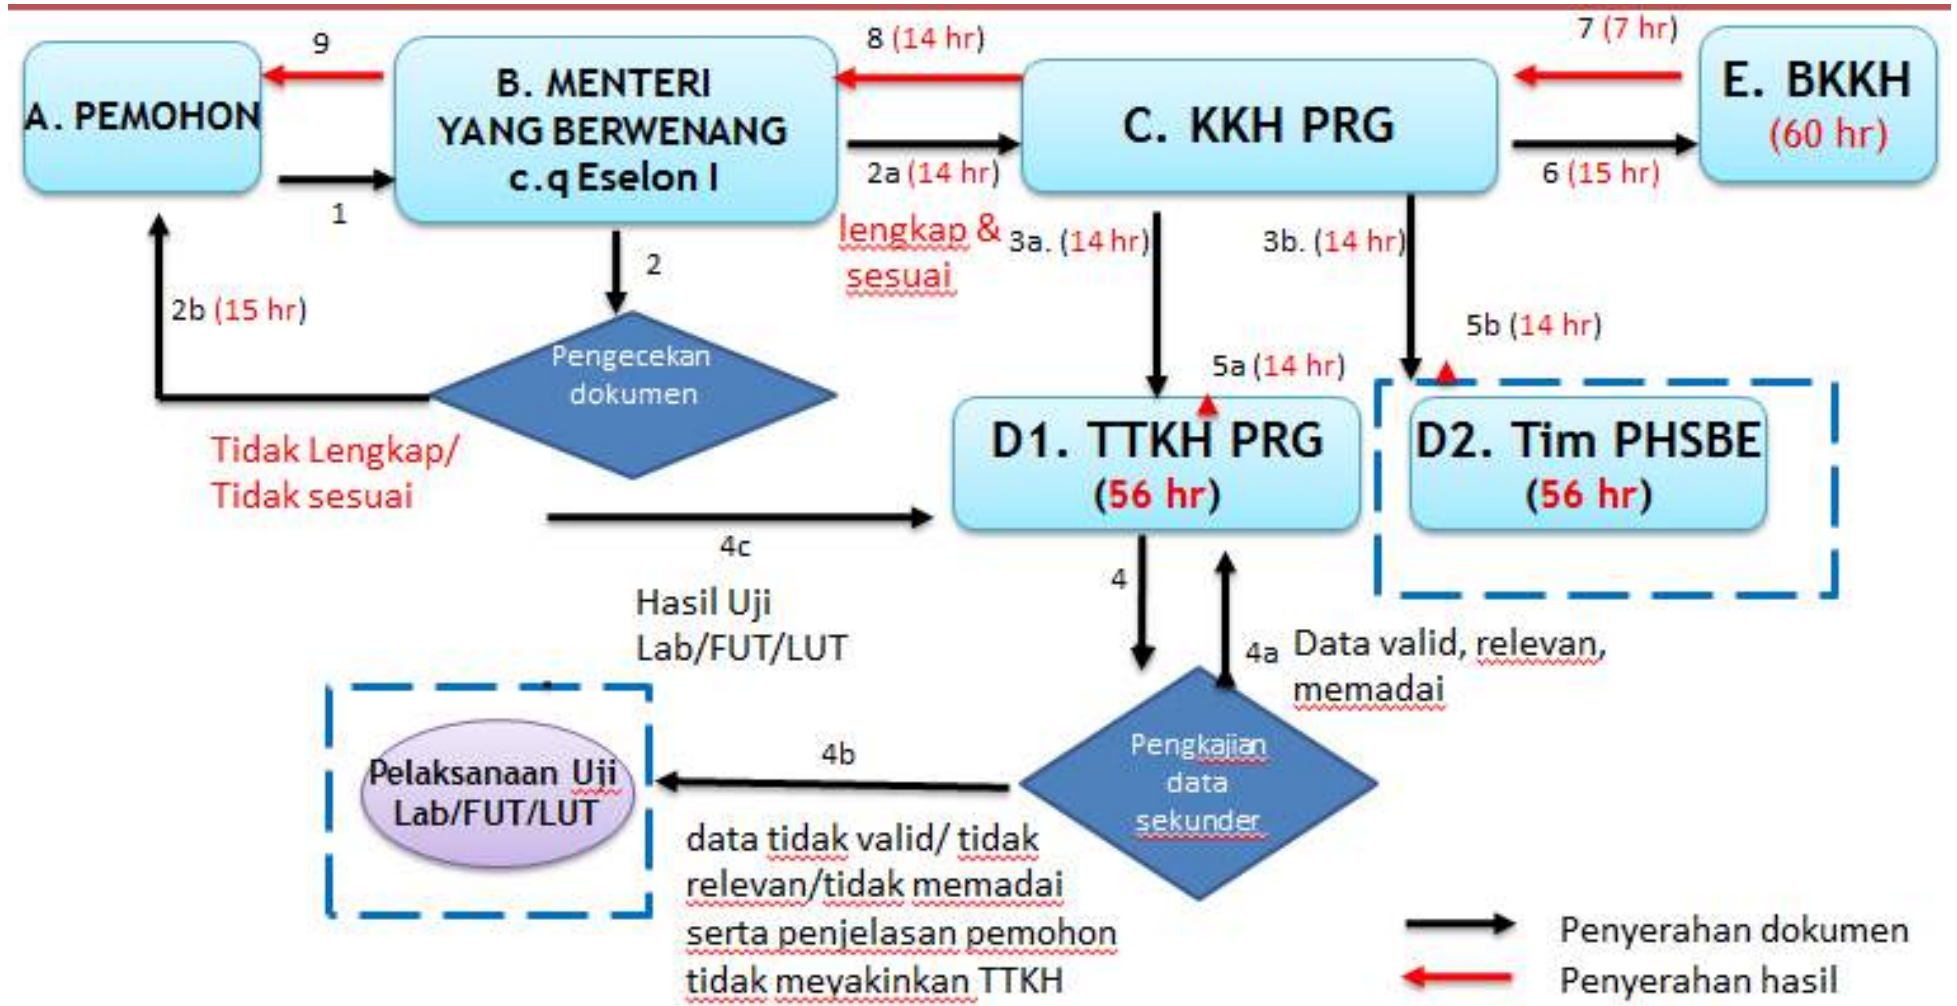 9
8 (14 hr)
7 (7 hr)
A. PEMOHON
B. MENTERI
YANG BERWENANG
c.q Eselon I
C. KKH PRG
E. BKKH
(60 hr)
1
2a (14 hr)
6 (15 hr)
lengkap &
sesuai
3a. (14 hr)
3b. (14 hr)
2
2b (15 hr)
5b (14 hr)
5a (14 hr)
Pengecekan
dokumen
Tidak Lengkap/
Tidak sesuai
D1. TTKH PRG
(56 hr)
D2. Tim PHSBE
(56 hr)
4c
Hasil Uji
Lab/FUT/LUT
4
4a
Data valid, relevan,
memadai
Pelaksanaan Uji
Lab/FUT/LUT
4b
Pengkajian
data
sekunder
data tidak valid/ tidak
relevan/tidak memadai
serta penjelasan pemohon
tidak meyakinkan TTKH
Penyerahan dokumen
Penyerahan hasil